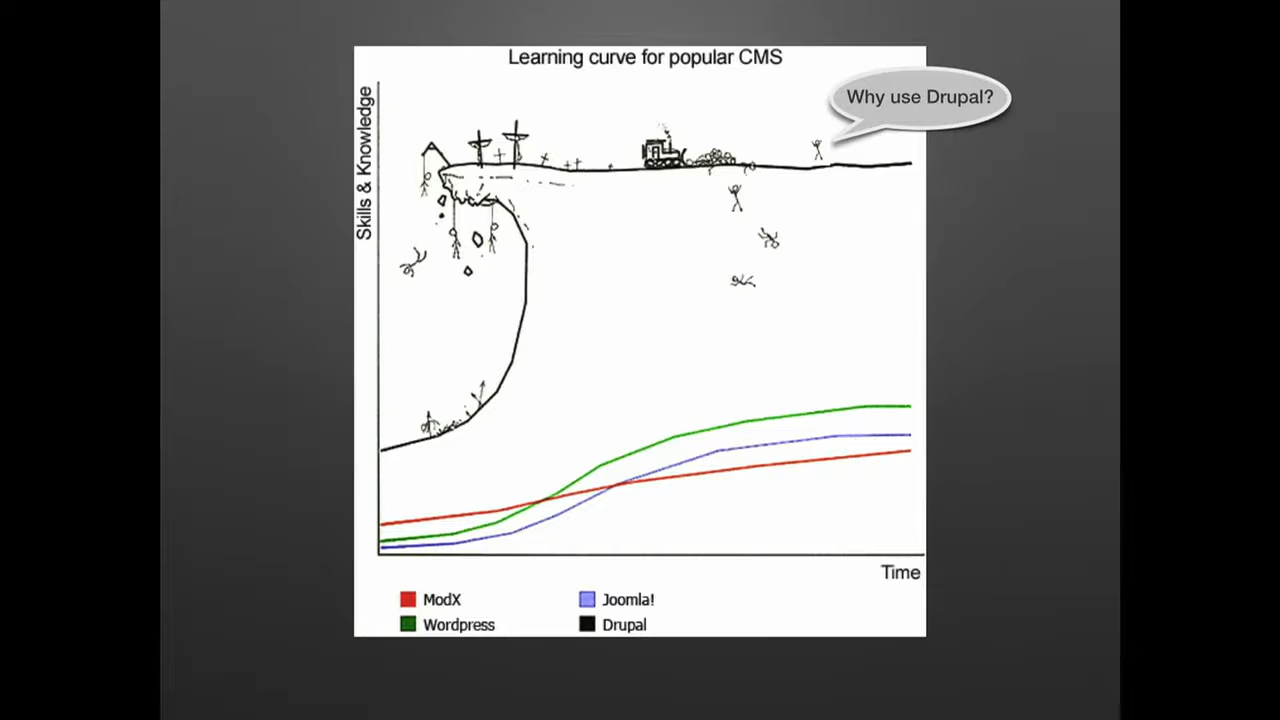 Learning curve for popular CMS
Why use Drupal?
Skills & Knowledge
Time
ModX
Joomla!
Wordpress
Drupal